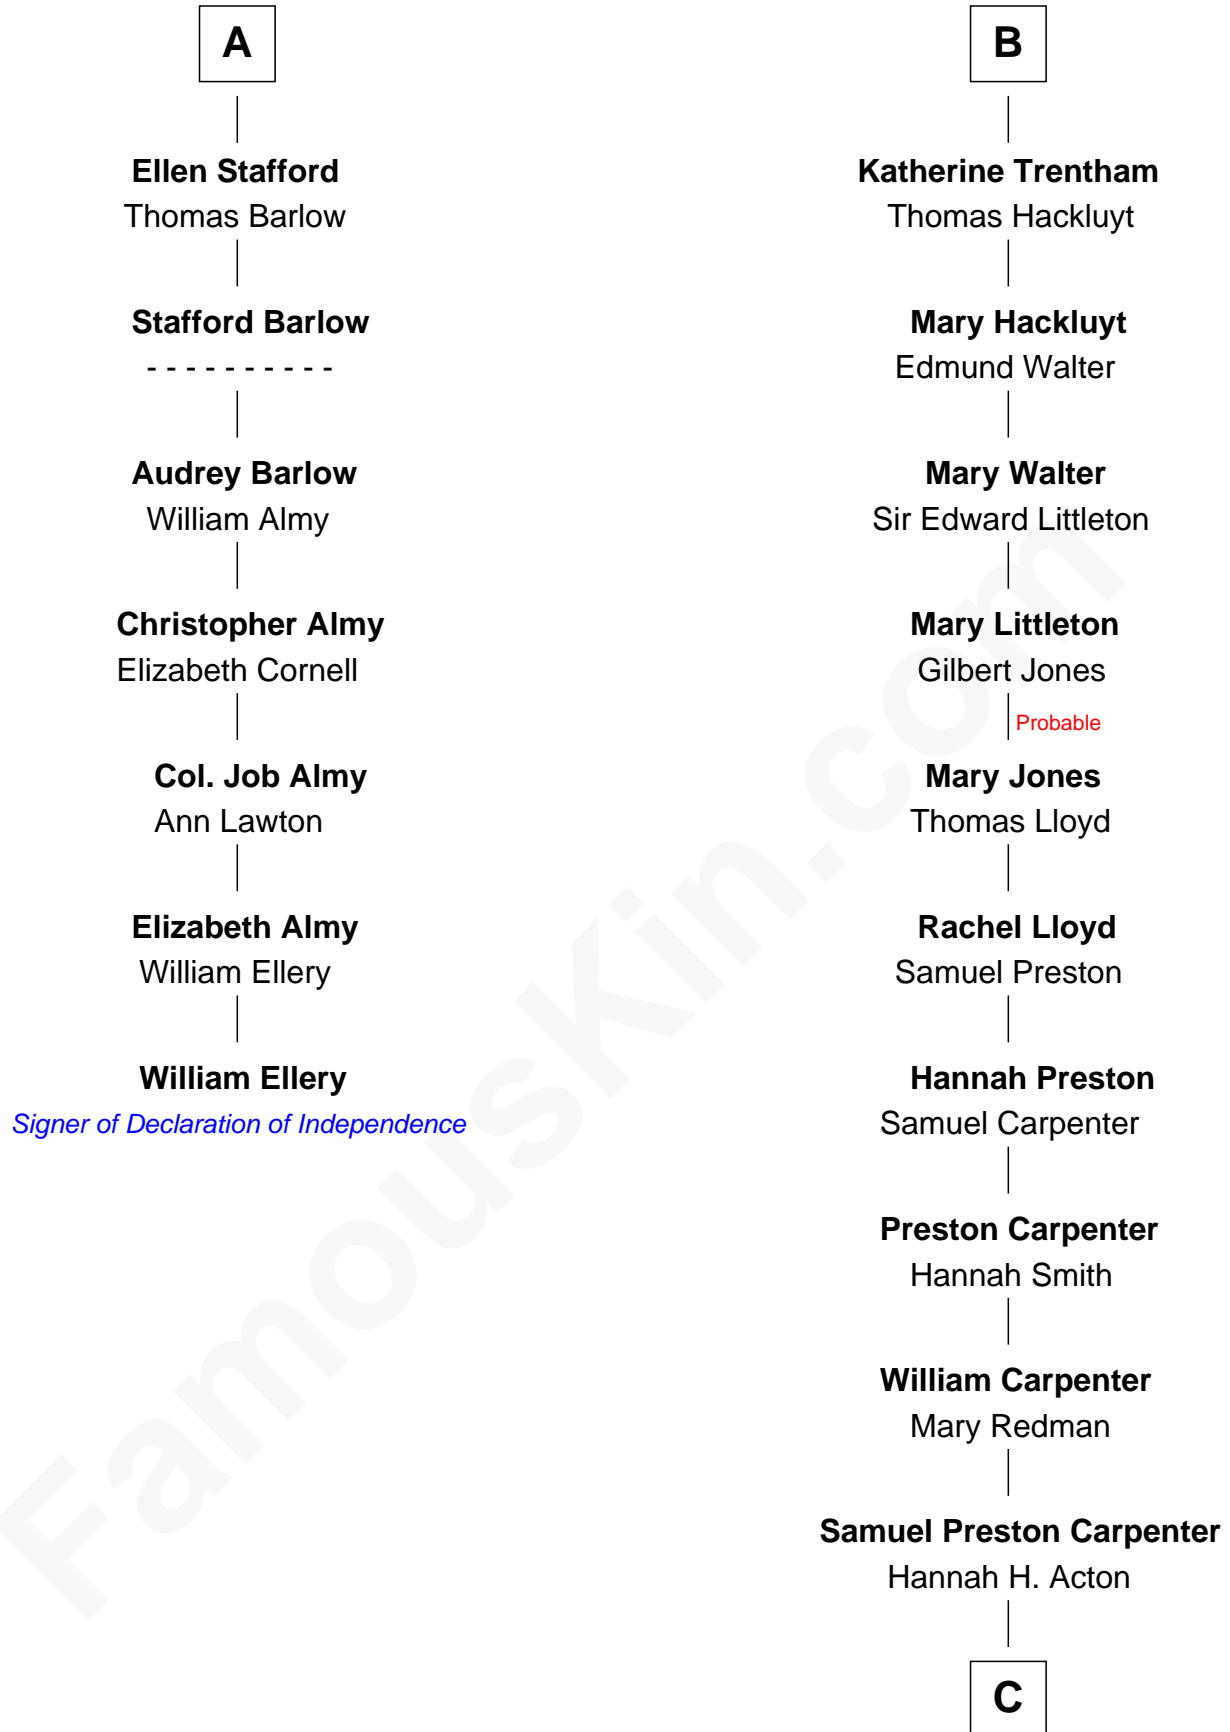 A
Ellen Stafford
Thomas Barlow
Stafford Barlow
- - - - - - - - - -
Audrey Barlow
William Almy
Christopher Almy
Elizabeth Cornell
Col. Job Almy
Ann Lawton
Elizabeth Almy
William Ellery
William Ellery
Signer of Declaration of Independence
B
Katherine Trentham
Thomas Hackluyt
Mary Hackluyt
Edmund Walter
Mary Walter
Sir Edward Littleton
Mary Littleton
Gilbert Jones
Probable
Mary Jones
Thomas Lloyd
Rachel Lloyd
Samuel Preston
Hannah Preston
Samuel Carpenter
Preston Carpenter
Hannah Smith
William Carpenter
Mary Redman
Samuel Preston Carpenter
Hannah H. Acton
C
FamousKin.com